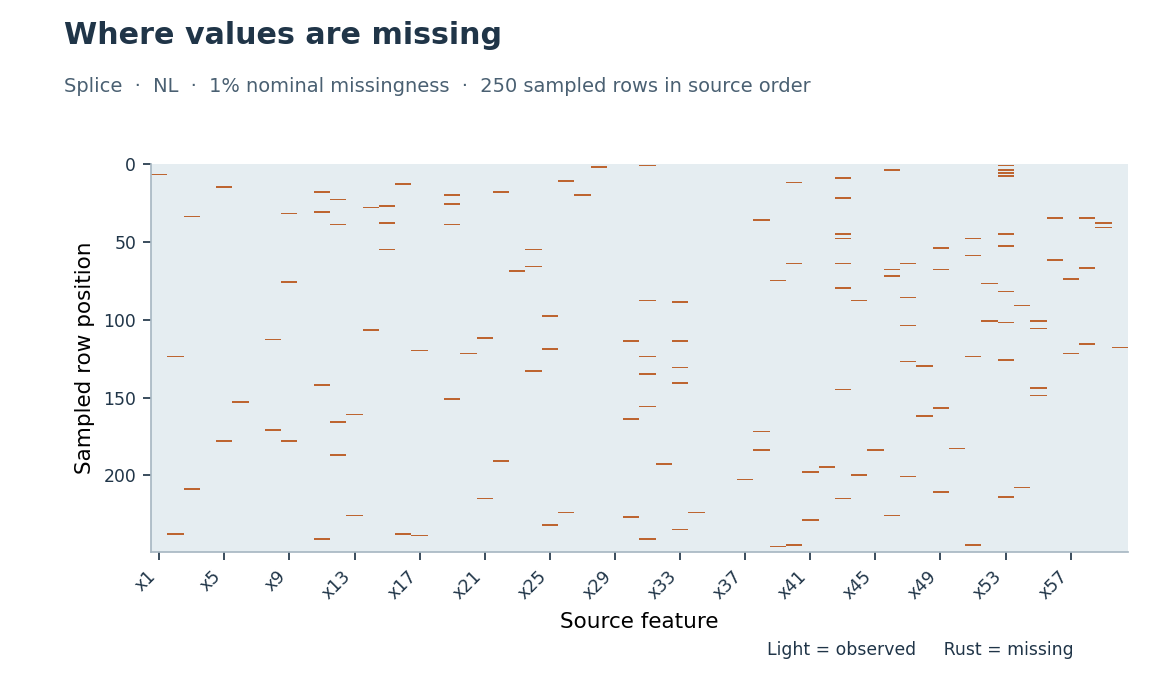 Where values are missing
Splice · NL · 1% nominal missingness · 250 sampled rows in source order
0
50
100
150
200
Sampled row position
x1 x5 x9 x13 x17 x21 x25 x29 x33 x37 x41 x45 x49 x53 x57
Source feature
Light = observed Rust = missing